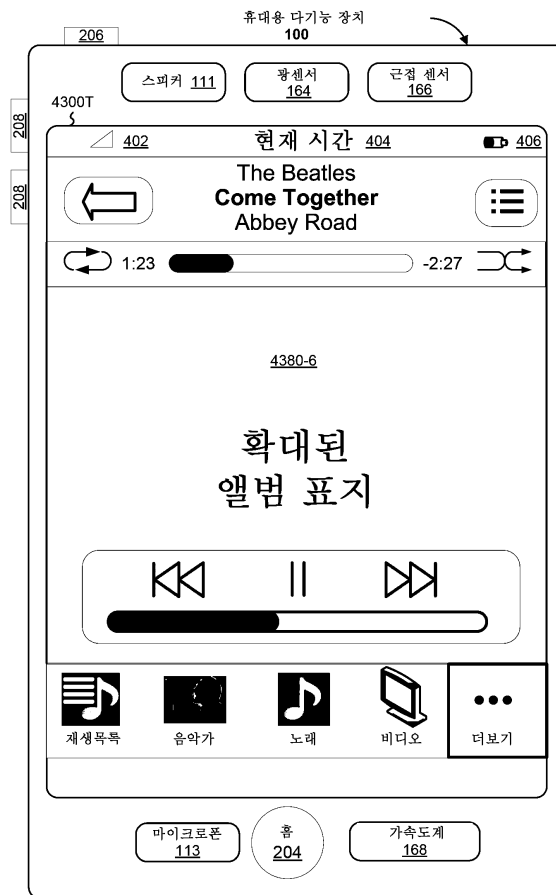 휴대용 다기능 장치
206
100
스피커 111
광센서
164
근접 센서
166
4300T
208
208
402
현재 시간 404
406
The Beatles
Come Together
Abbey Road
1:23
-2:27
4380-6
확대된
앨범 표지
재생목록
음악가
노래
비디오
더보기
마이크로폰
113
홈
204
가속도계
168